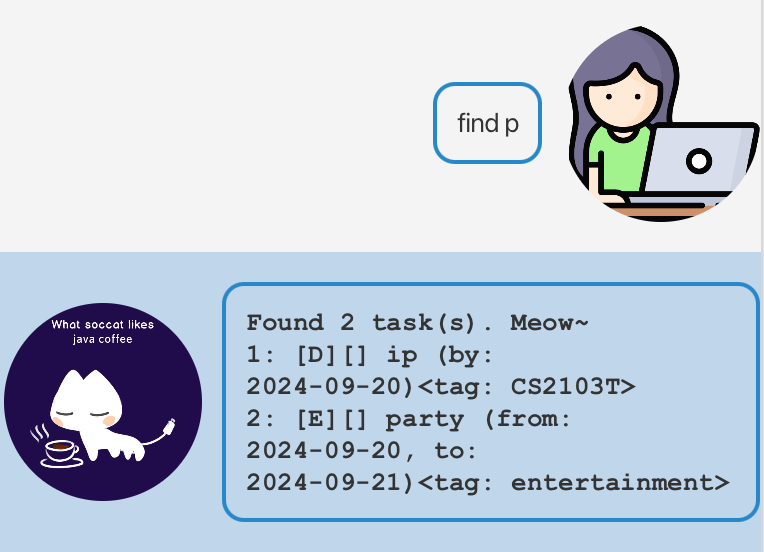 find p
What soccat likes
java coffee
Found 2 task(s). Meow~
1: [D][] ip (by:
2024-09-20)<tag: CS2103T>
2: [E][] party (from:
2024-09-20, to:
2024-09-21)<tag: entertainment>